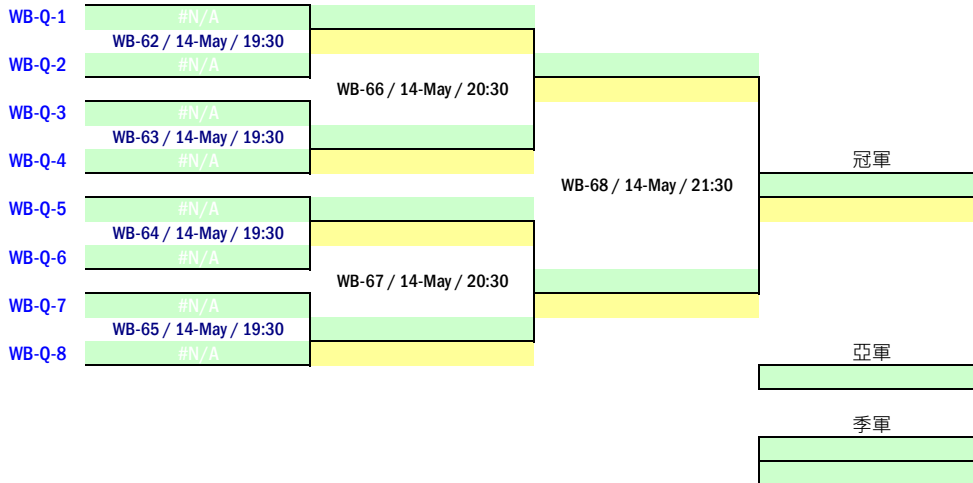 WB-Q-1 #N/A
WB-62 / 14-May / 19:30
WB-Q-2 #N/A
WB-66 / 14-May / 20:30
WB-Q-3 #N/A
WB-63 / 14-May / 19:30
WB-Q-4 #N/A
冠軍
WB-68 / 14-May / 21:30
WB-Q-5 #N/A
WB-64 / 14-May / 19:30
WB-Q-6 #N/A
WB-67 / 14-May / 20:30
WB-Q-7 #N/A
WB-65 / 14-May / 19:30
WB-Q-8 #N/A
亞軍
季軍